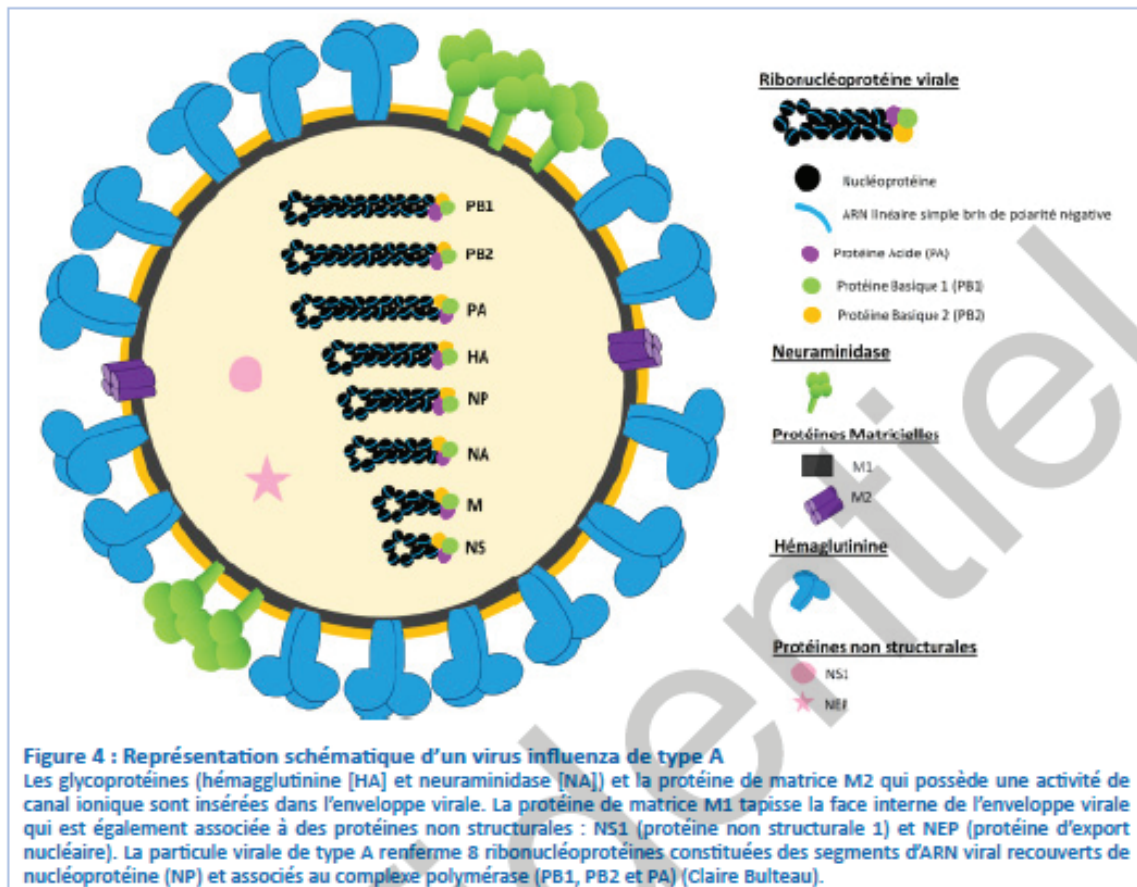 PB1
PB2
PA
HA
NP
NA
M
NS
Ribonucléoprotéine virale
Nucléoprotéine
ARN linéaire simple brin de polarité négative
Protéine Acide (PA)
Protéine Basique 1 (PB1)
Protéine Basique 2 (PB2)
Neuraminidase
Protéines Matricielles
M1
M2
Hémaglutinine
Protéines non structurales
NS1
NEP
Figure 4 : Représentation schématique d'un virus influenza de type A
Les glycoprotéines (hémagglutinine [HA] et neuraminidase [NA]) et la protéine de matrice M2 qui possède une activité de
canal ionique sont insérées dans l'enveloppe virale. La protéine de matrice M1 tapisse la face interne de l'enveloppe virale
qui est également associée à des protéines non structurales : NS1 (protéine non structurale 1) et NEP (protéine d'export
nucléaire). La particule virale de type A renferme 8 ribonucléoprotéines constituées des segments d'ARN viral recouverts de
nucléoprotéine (NP) et associés au complexe polymérase (PB1, PB2 et PA) (Claire Bulteau).
identiel